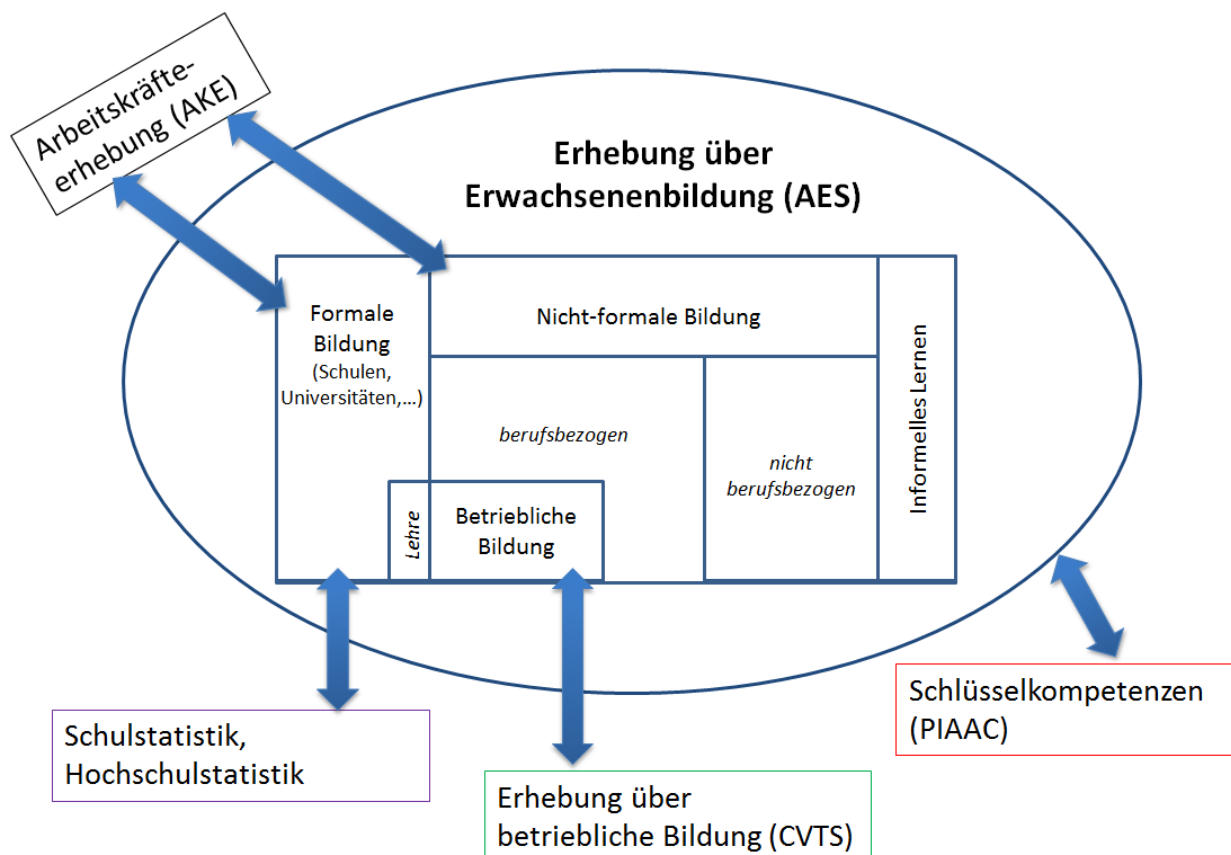 Arbeitskräfte-
erhebung (AKE)
Erhebung über
Erwachsenenbildung (AES)
Formale
Bildung
(Schulen,
Universitäten,...)
Nicht-formale Bildung
berufsbezogen
nicht
berufsbezogen
Informelles Lernen
Lehre
Betriebliche
Bildung
Schulstatistik,
Hochschulstatistik
Erhebung über
betriebliche Bildung (CVTS)
Schlüsselkompetenzen
(PIAAC)